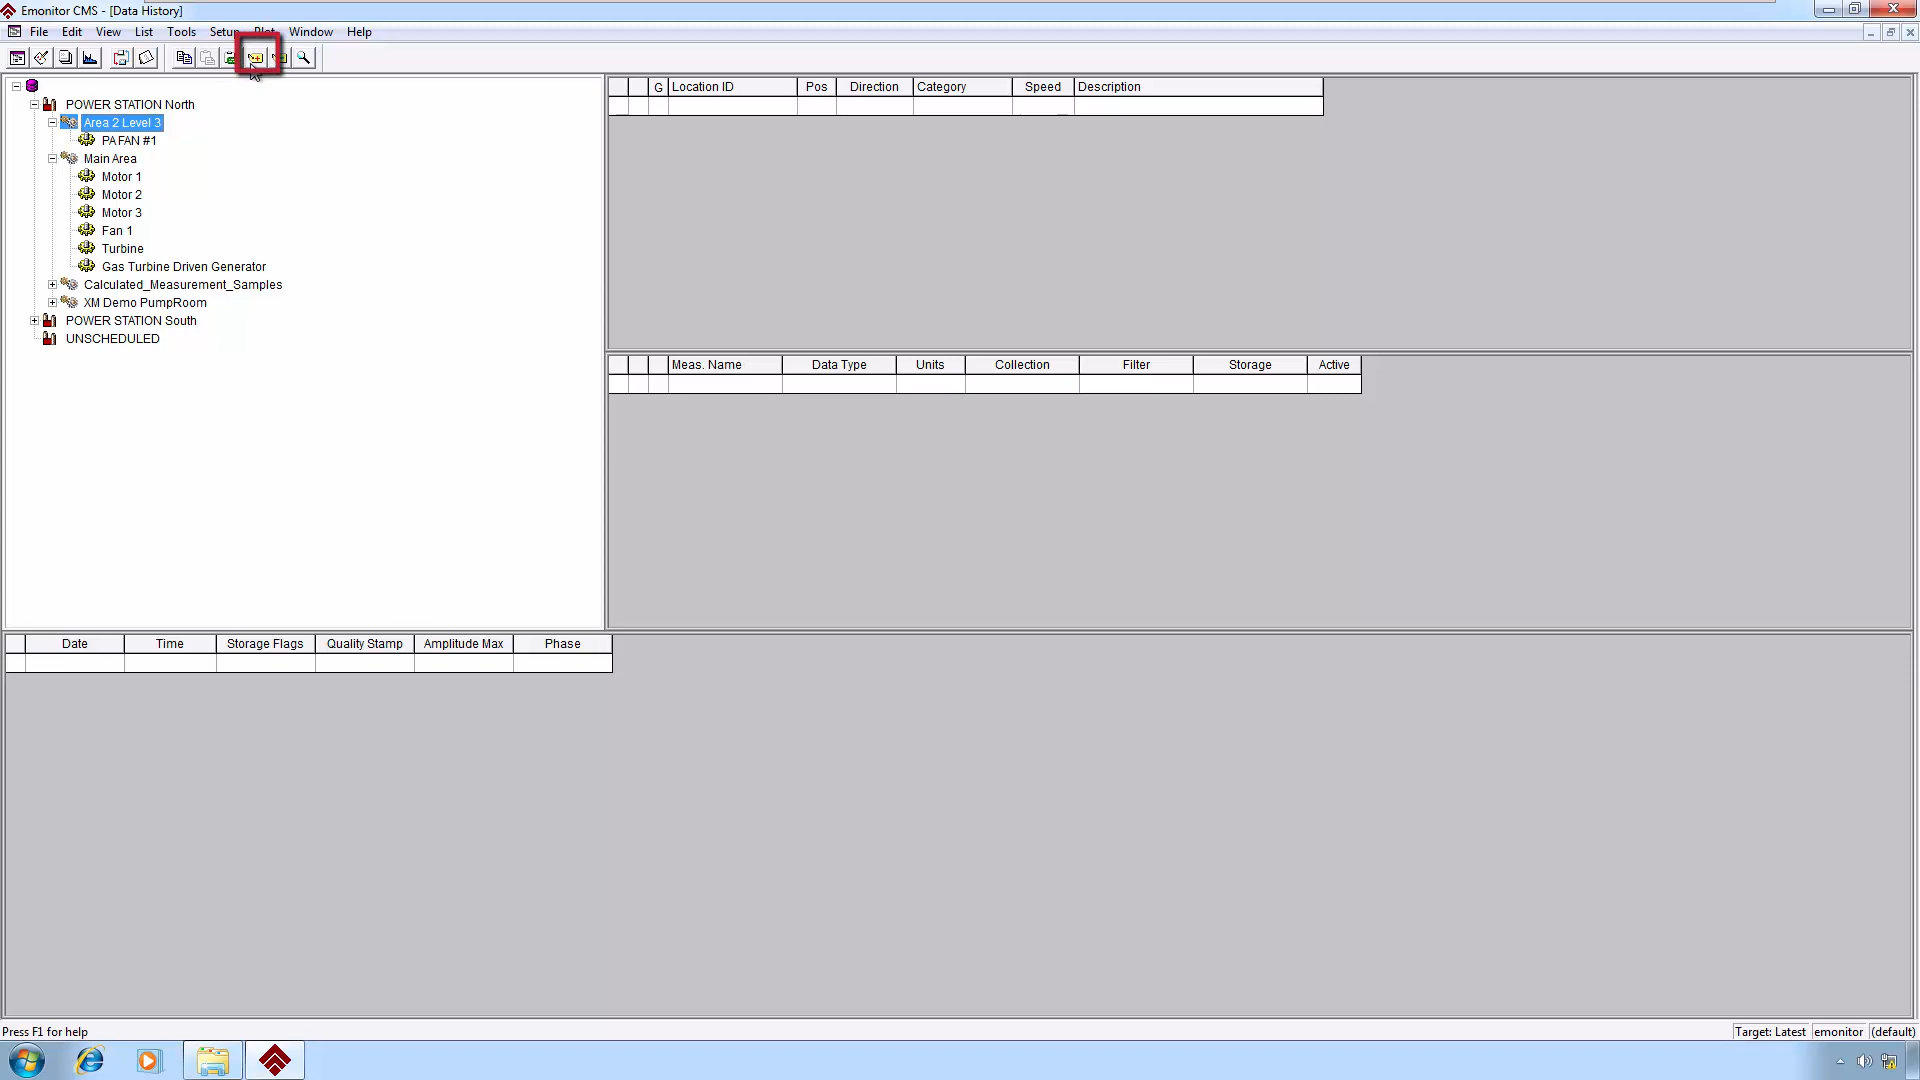 Emonitor CMS - [Data History]
File Edit View List Tools Setup Plot Window Help
POWER STATION North
Area 2 Level 3
PA FAN #1
Main Area
Motor 1
Motor 2
Motor 3
Fan 1
Turbine
Gas Turbine Driven Generator
Calculated_Measurement_Samples
XM Demo PumpRoom
POWER STATION South
UNSCHEDULED
G Location ID Pos Direction Category Speed Description
Meas. Name Data Type Units Collection Filter Storage Active
Date Time Storage Flags Quality Stamp Amplitude Max Phase
Press F1 for help
Target: Latest emonitor (default)